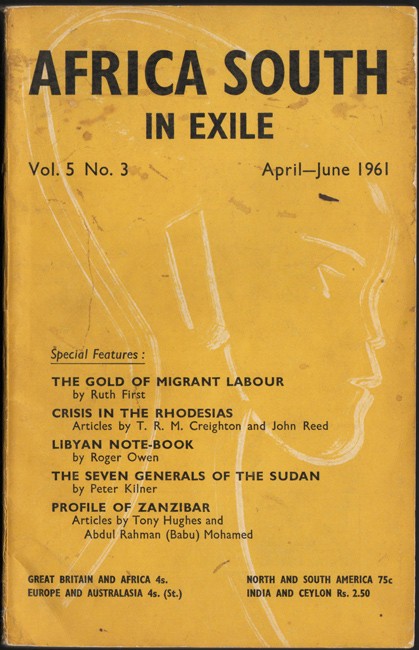 AFRICA SOUTH
IN EXILE
Vol. 5 No. 3 April—June 1961
Special Features :
THE GOLD OF MIGRANT LABOUR
by Ruth First
CRISIS IN THE RHODESIAS
Articles by T. R. M. Creighton and John Reed
LIBYAN NOTE-BOOK
by Roger Owen
THE SEVEN GENERALS OF THE SUDAN
by Peter Kilner
PROFILE OF ZANZIBAR
Articles by Tony Hughes and
Abdul Rahman (Babu) Mohamed
GREAT BRITAIN AND AFRICA 4s. NORTH AND SOUTH AMERICA 75c
EUROPE AND AUSTRALASIA 4s. (St.) INDIA AND CEYLON Rs. 2.50